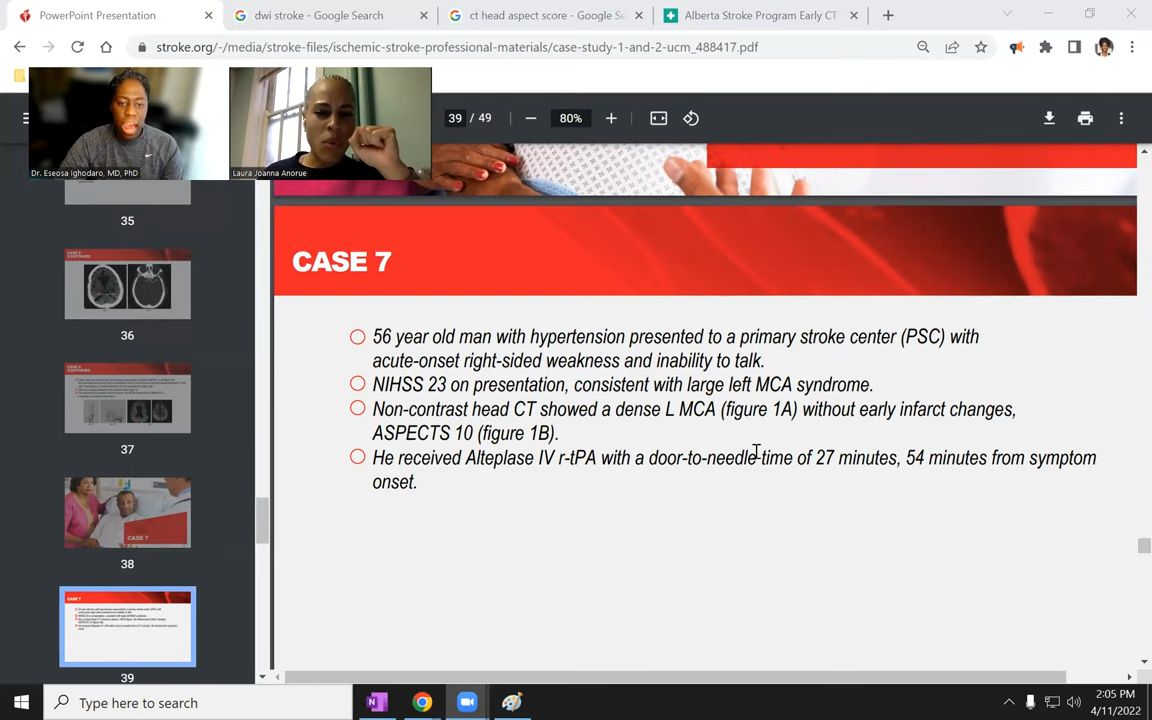 PowerPoint Presentation
dwi stroke - Google Search
ct head aspect score - Google Se
Alberta Stroke Program Early CT
stroke.org/-/media/stroke-files/ischemic-stroke-professional-materials/case-study-1-and-2-ucm_488417.pdf
39 / 49
80%
Dr. Eseosa Ighodaro, MD, PhD
Laura Joanna Anorue
35
36
37
CASE 7
38
39
CASE 7
56 year old man with hypertension presented to a primary stroke center (PSC) with
acute-onset right-sided weakness and inability to talk.
NIHSS 23 on presentation, consistent with large left MCA syndrome.
Non-contrast head CT showed a dense L MCA (figure 1A) without early infarct changes,
ASPECTS 10 (figure 1B).
He received Alteplase IV r-tPA with a door-to-needle-time of 27 minutes, 54 minutes from symptom
onset.
Type here to search
2:05 PM
4/11/2022